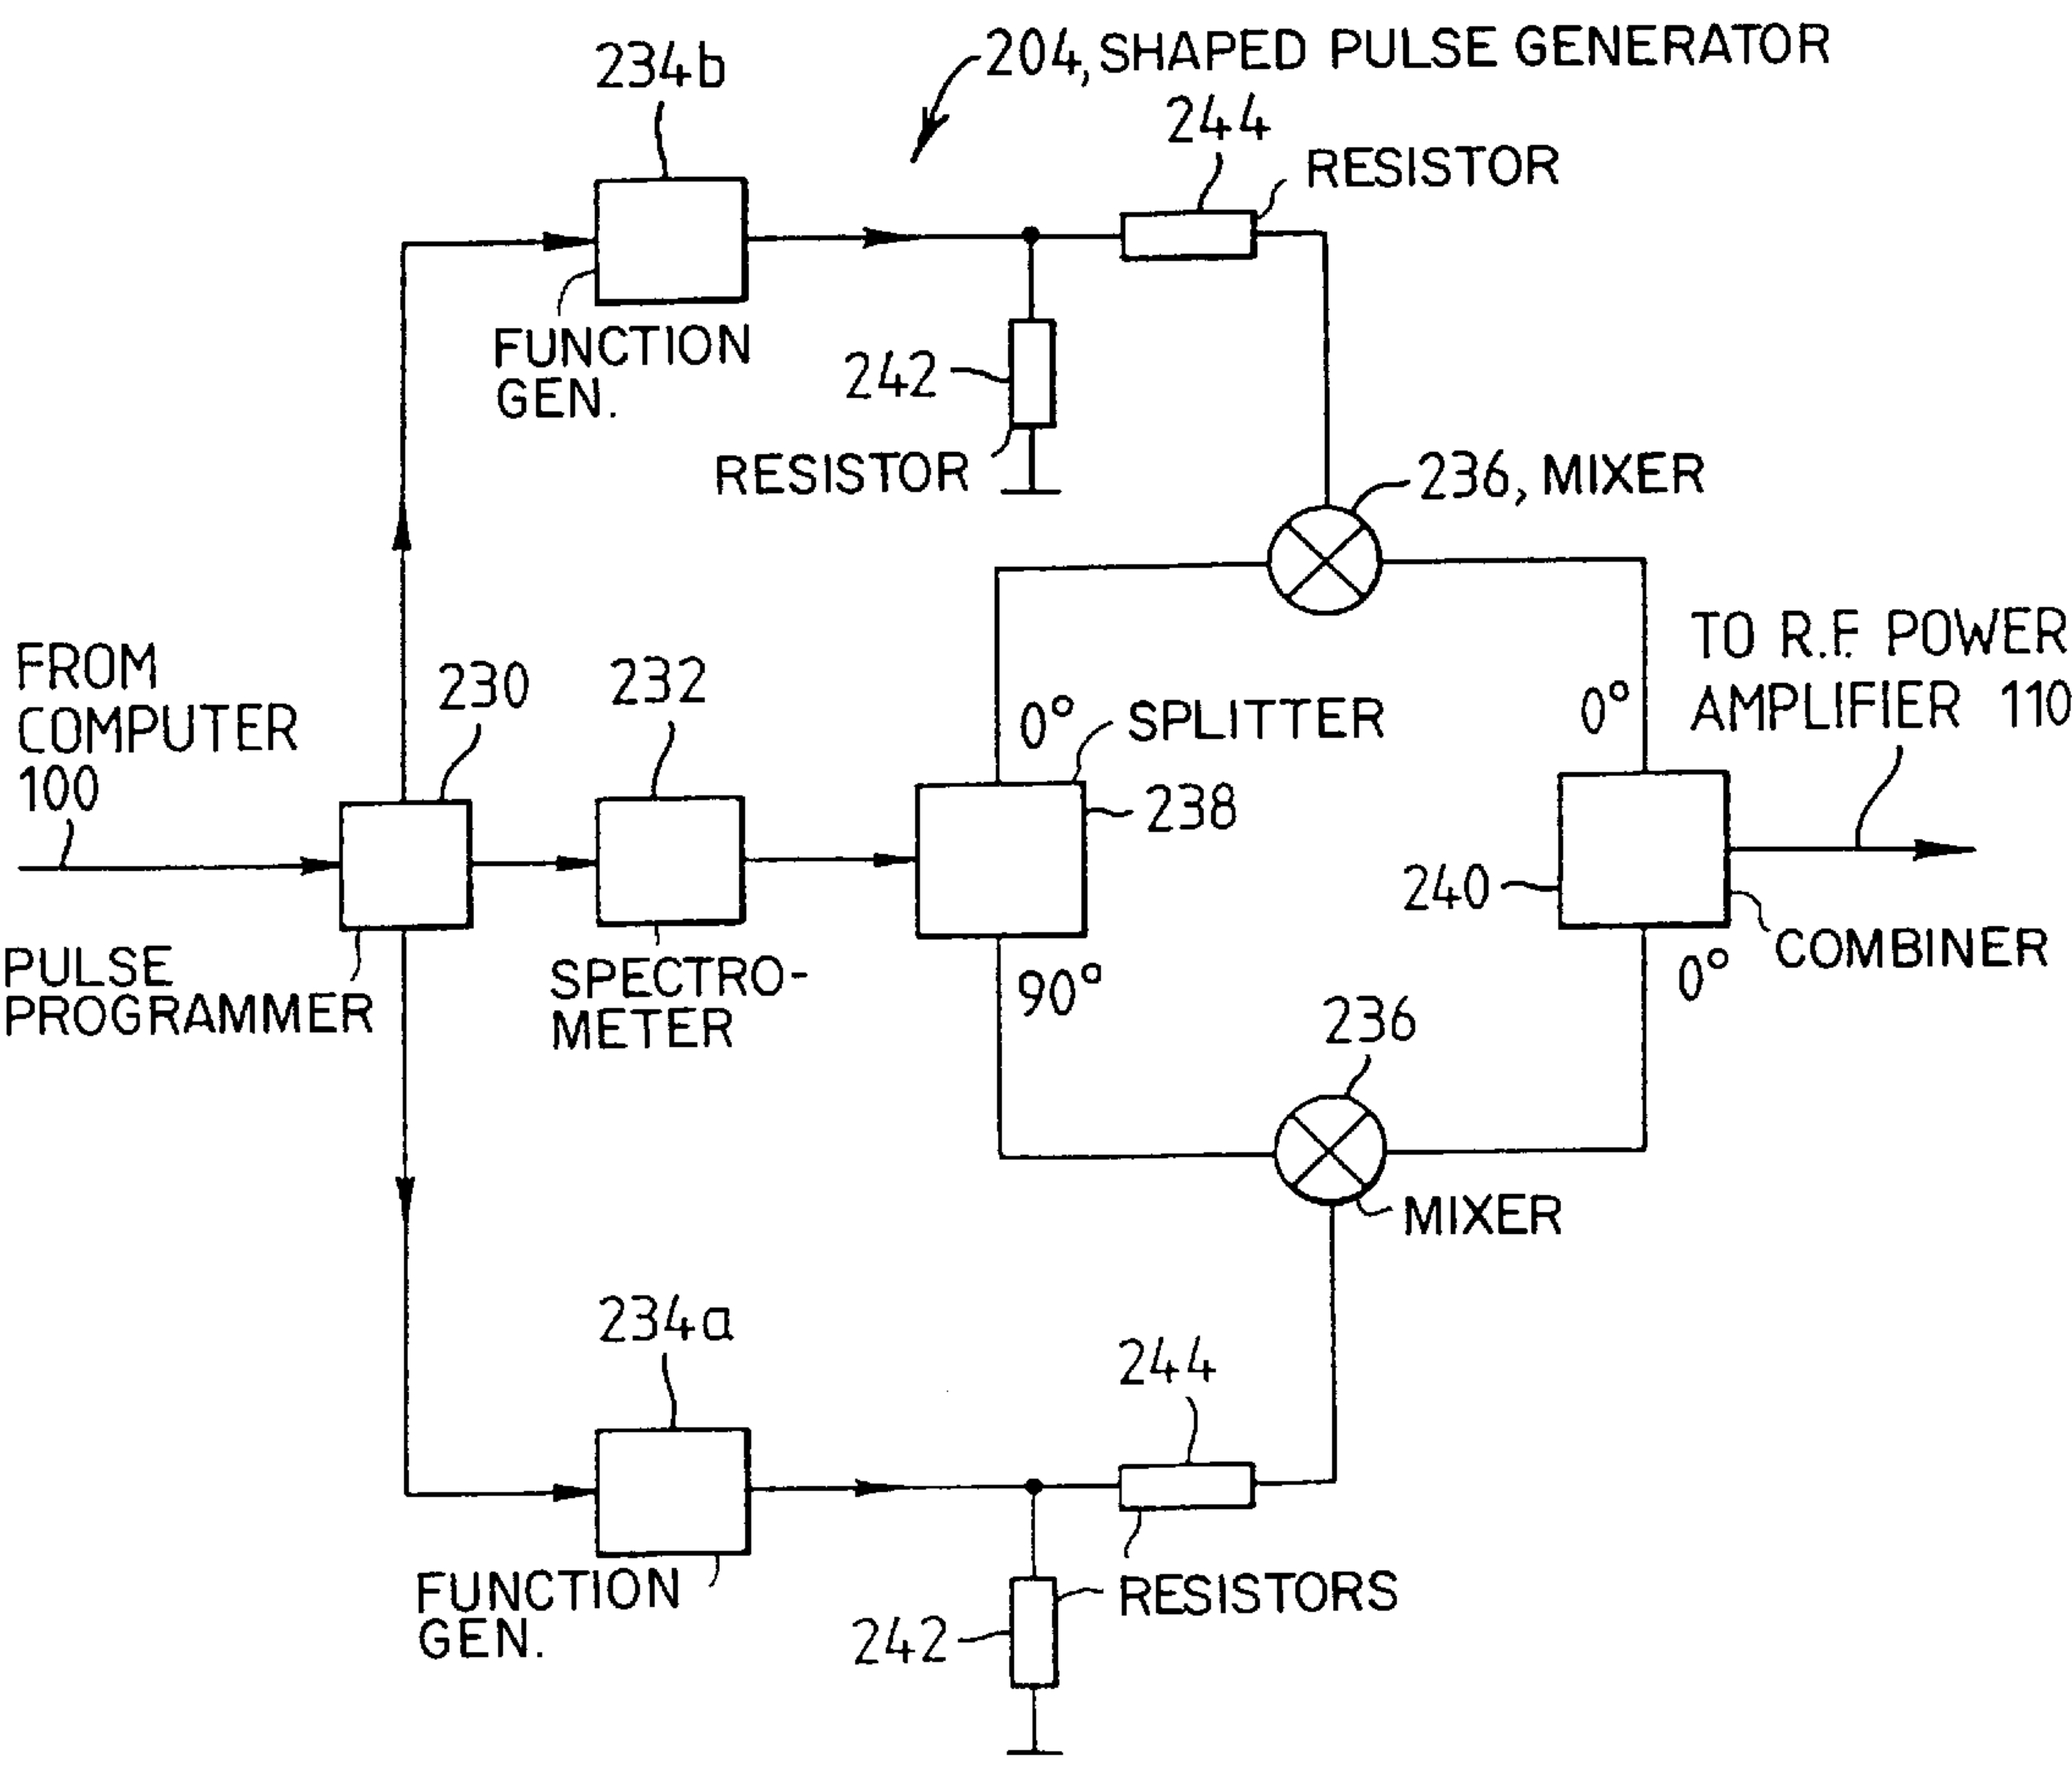 204, SHAPED PULSE GENERATOR
234b
244
RESISTOR
FUNCTION
GEN.
242
RESISTOR
236, MIXER
FROM
COMPUTER
100
230
232
0°
SPLITTER
238
0°
TO R.F. POWER
AMPLIFIER 110
240
COMBINER
PULSE
PROGRAMMER
SPECTRO-
METER
90°
0°
236
MIXER
234a
244
FUNCTION
GEN.
RESISTORS
242